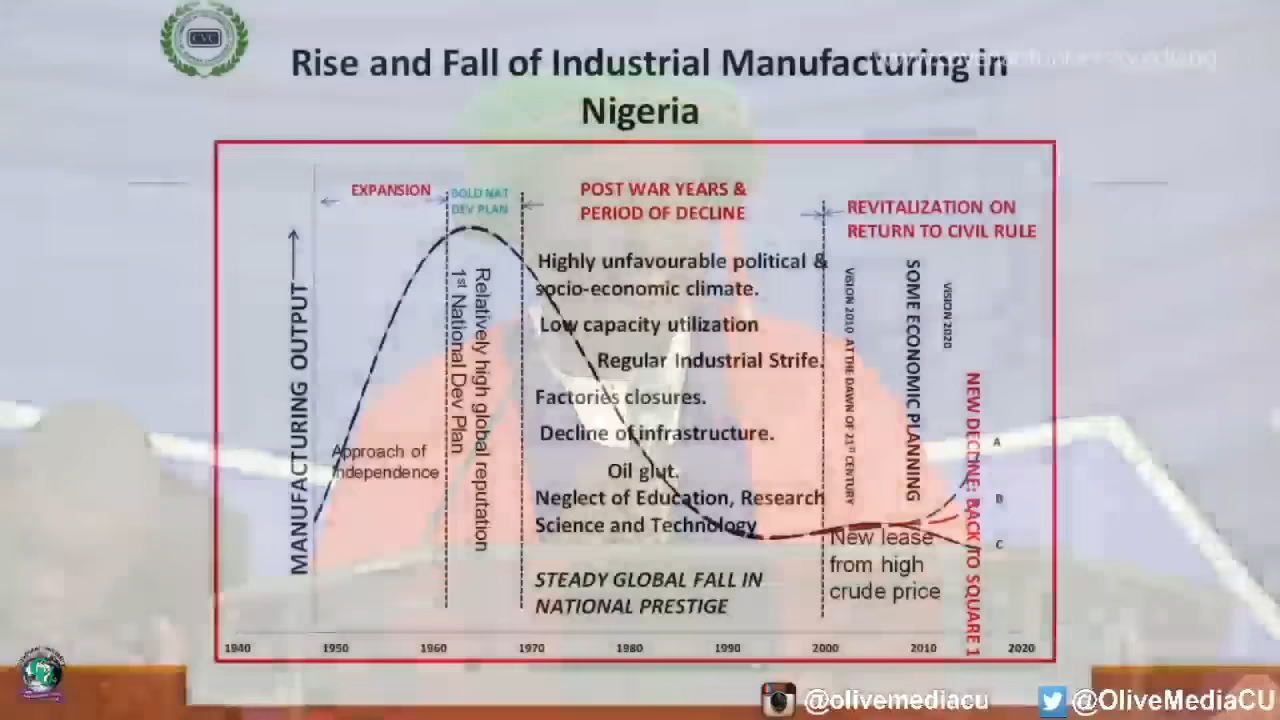 CVC
Rise and Fall of Industrial Manufacturing in
Nigeria
EXPANSION
BOLD NAT
DEV PLAN
POST WAR YEARS &
PERIOD OF DECLINE
REVITALIZATION ON
RETURN TO CIVIL RULE
MANUFACTURING OUTPUT
Approach of
Independence
1st National Dev Plan
Relatively high global reputation
Highly unfavourable political &
socio-economic climate.
Low capacity utilization
Regular Industrial Strife.
Factories closures.
Decline of infrastructure.
Oil glut.
Neglect of Education, Research
Science and Technology
STEADY GLOBAL FALL IN
NATIONAL PRESTIGE
VISION 2010 AT THE DAWN OF 21ST CENTURY
SOME ECONOMIC PLANNING
VISION 2020
NEW DECLINE: BACK TO SQUARE 1
A
B
C
New lease
from high
crude price
1940 1950 1960 1970 1980 1990 2000 2010 2020
@olivemediacu
@OliveMediaCU